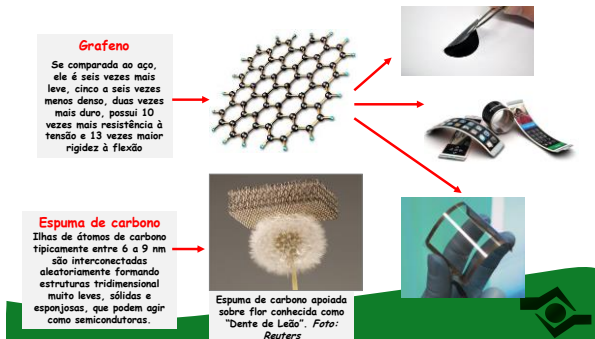 Grafeno
Se comparada ao aço,
ele é seis vezes mais
leve, cinco a seis vezes
menos denso, duas vezes
mais duro, possui 10
vezes mais resistência à
tensão e 13 vezes maior
rigidez à flexão
Espuma de carbono
Ilhas de átomos de carbono
tipicamente entre 6 a 9 nm
são interconectadas
aleatoriamente formando
estruturas tridimensional
muito leves, sólidas e
esponjosas, que podem agir
como semicondutoras.
Espuma de carbono apoiada
sobre flor conhecida como
"Dente de Leão". Foto:
Reuters